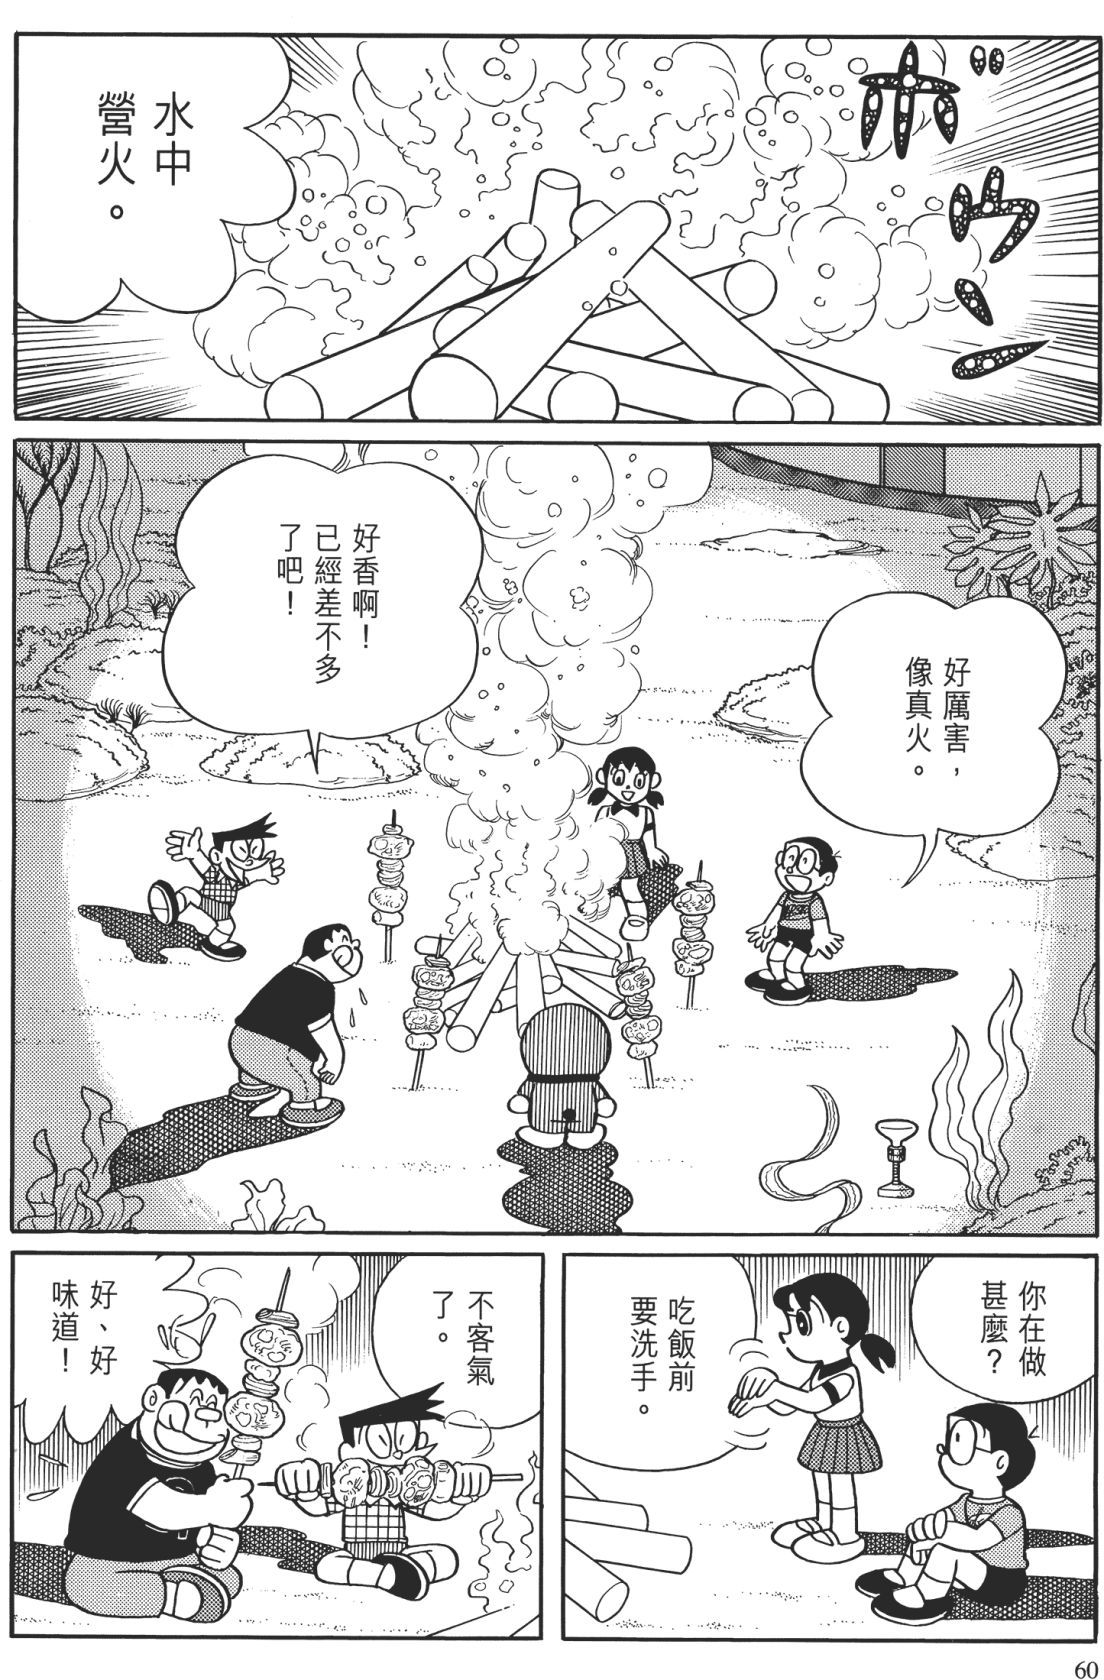 ボウッ
水中
營火。
好厲害，
像真火。
好香啊！
已經差不多
了吧！
你在做
甚麼？
吃飯前
要洗手。
不客氣
了。
好、好
味道！
60